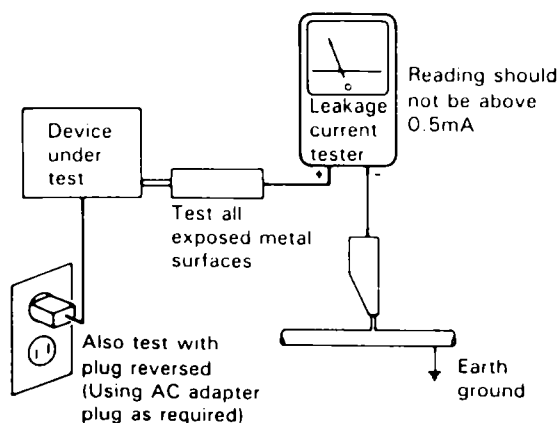 Device
under
test
Leakage
current
tester
+
-
Reading should
not be above
0.5mA
Test all
exposed metal
surfaces
Also test with
plug reversed
(Using AC adapter
plug as required)
Earth
ground